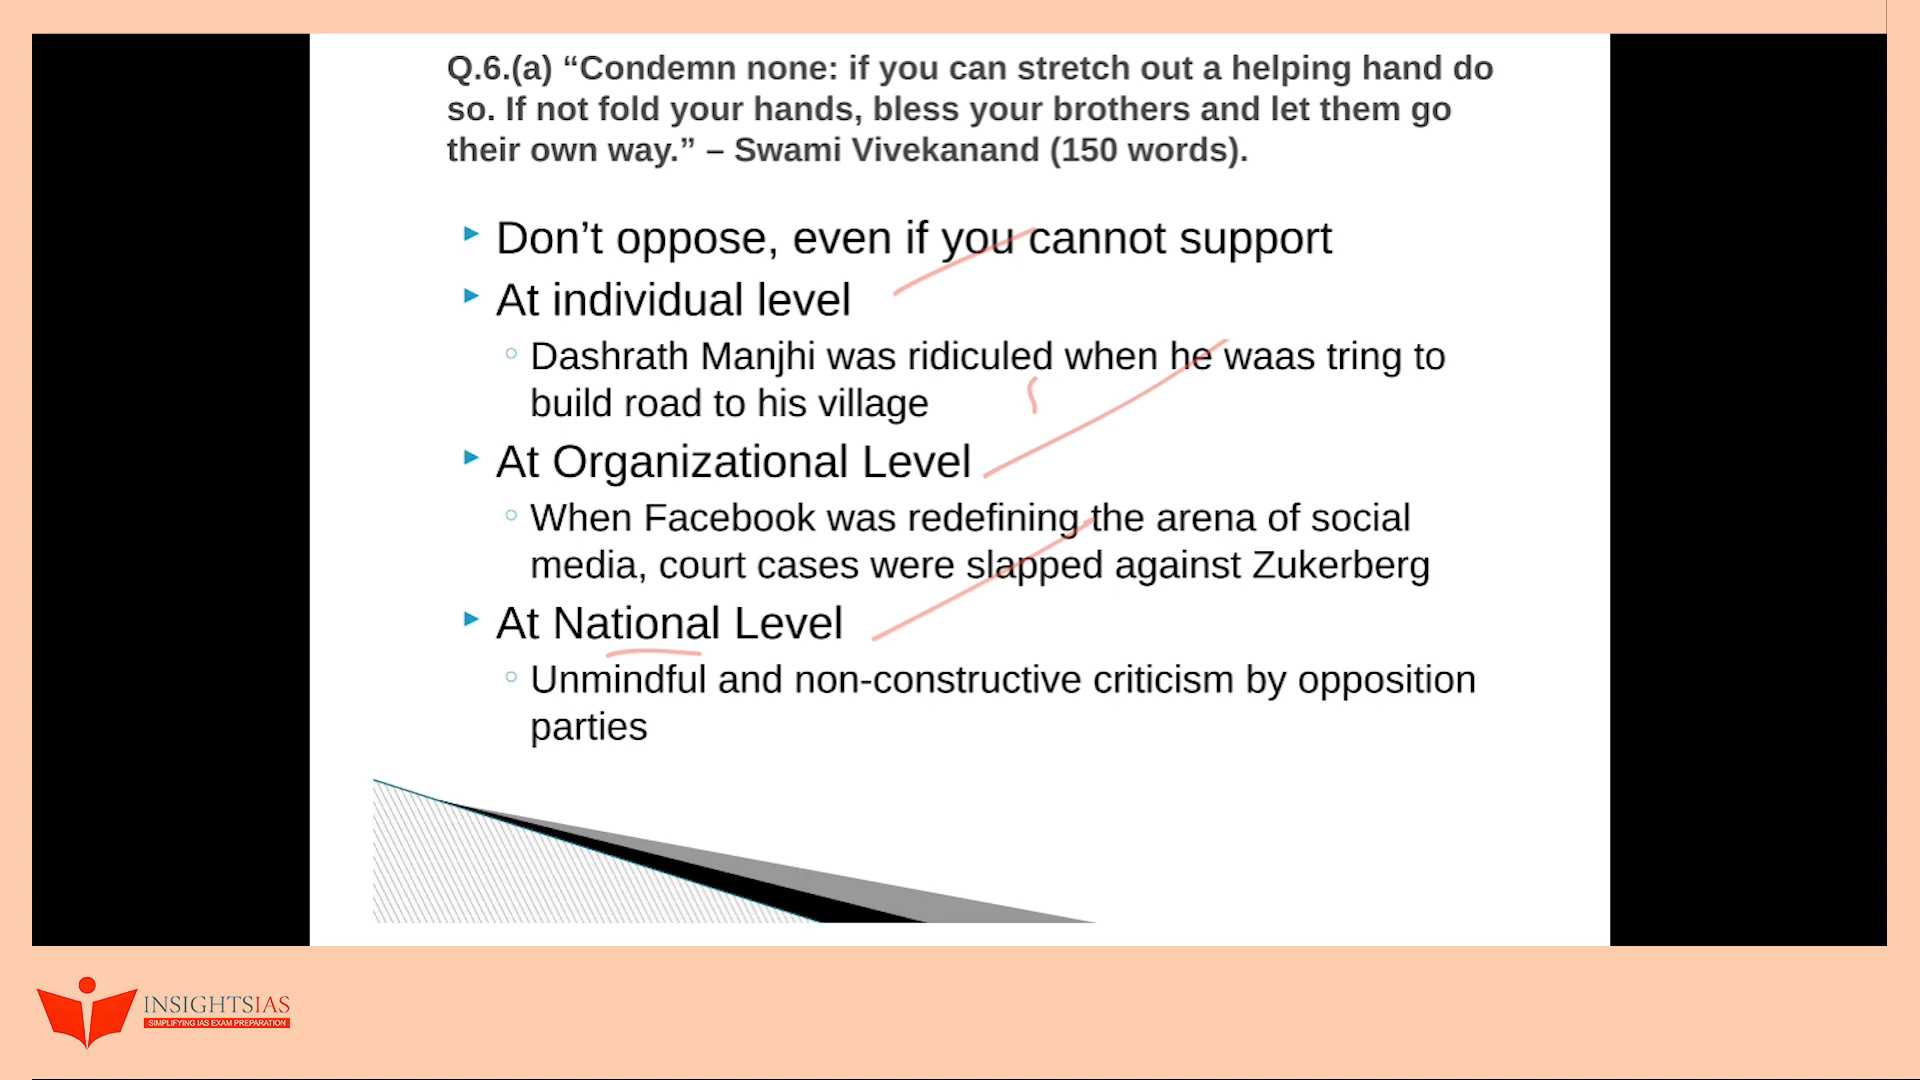 Q.6.(a) “Condemn none: if you can stretch out a helping hand do
so. If not fold your hands, bless your brothers and let them go
their own way.” – Swami Vivekanand (150 words).
Don’t oppose, even if you cannot support
At individual level
Dashrath Manjhi was ridiculed when he waas tring to
build road to his village
At Organizational Level
When Facebook was redefining the arena of social
media, court cases were slapped against Zukerberg
At National Level
Unmindful and non-constructive criticism by opposition
parties
INSIGHTSIAS
SIMPLIFYING IAS EXAM PREPARATION